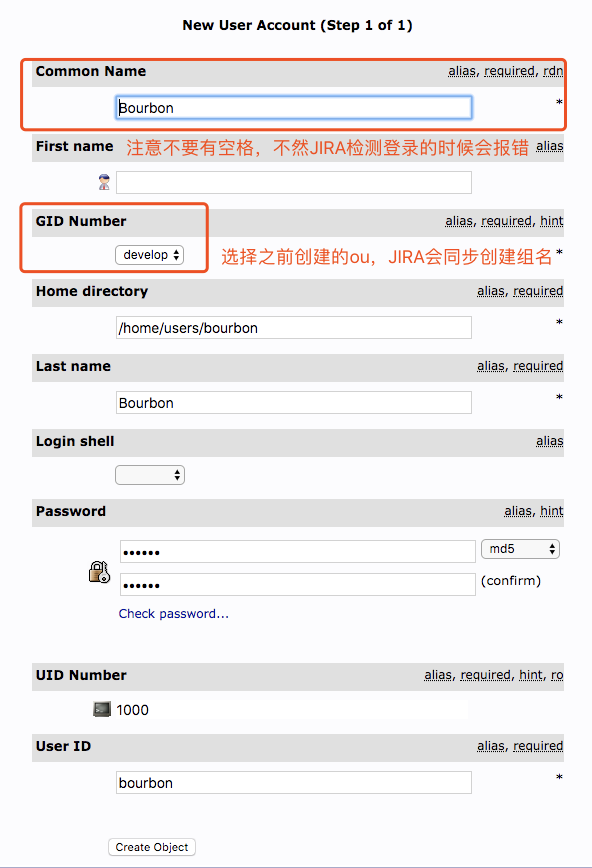 New User Account (Step 1 of 1)
Common Name alias, required, rdn
Bourbon *
First name 注意不要有空格，不然JIRA检测登录的时候会报错 alias
GID Number alias, required, hint
develop 选择之前创建的ou，JIRA会同步创建组名 *
Home directory alias, required
/home/users/bourbon *
Last name alias, required
Bourbon *
Login shell alias
Password alias, hint
•••••• md5
•••••• (confirm)
Check password...
UID Number alias, required, hint, ro
1000
User ID alias, required
bourbon *
Create Object